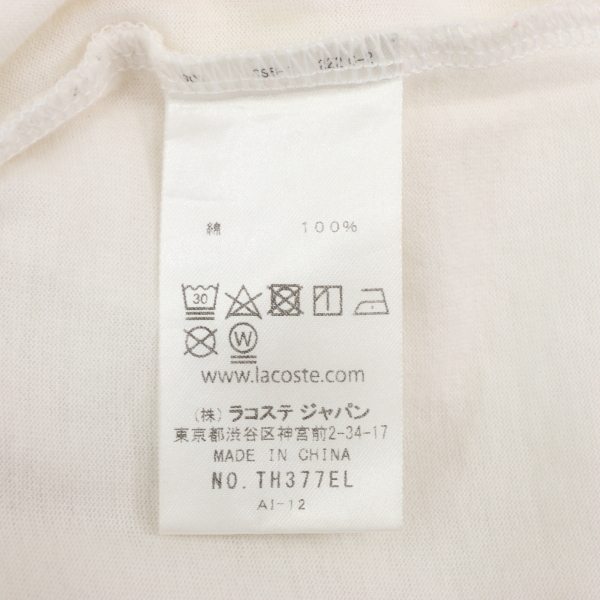 綿 100%
30
W
www.lacoste.com
(株) ラコステ ジャパン
東京都渋谷区神宮前2-34-17
MADE IN CHINA
NO. TH377EL
AI-12